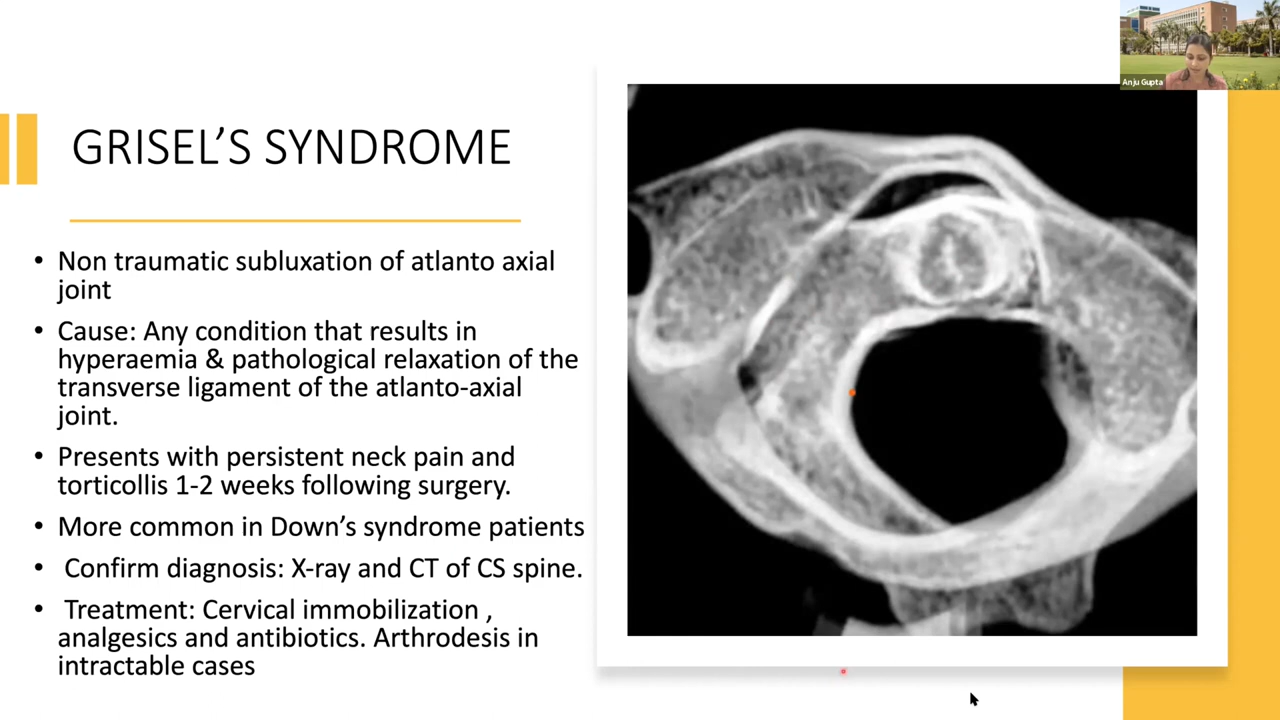 Anju Gupta
GRISEL’S SYNDROME
• Non traumatic subluxation of atlanto axial
joint
• Cause: Any condition that results in
hyperaemia & pathological relaxation of the
transverse ligament of the atlanto-axial
joint.
• Presents with persistent neck pain and
torticollis 1-2 weeks following surgery.
• More common in Down’s syndrome patients
• Confirm diagnosis: X-ray and CT of CS spine.
• Treatment: Cervical immobilization ,
analgesics and antibiotics. Arthrodesis in
intractable cases